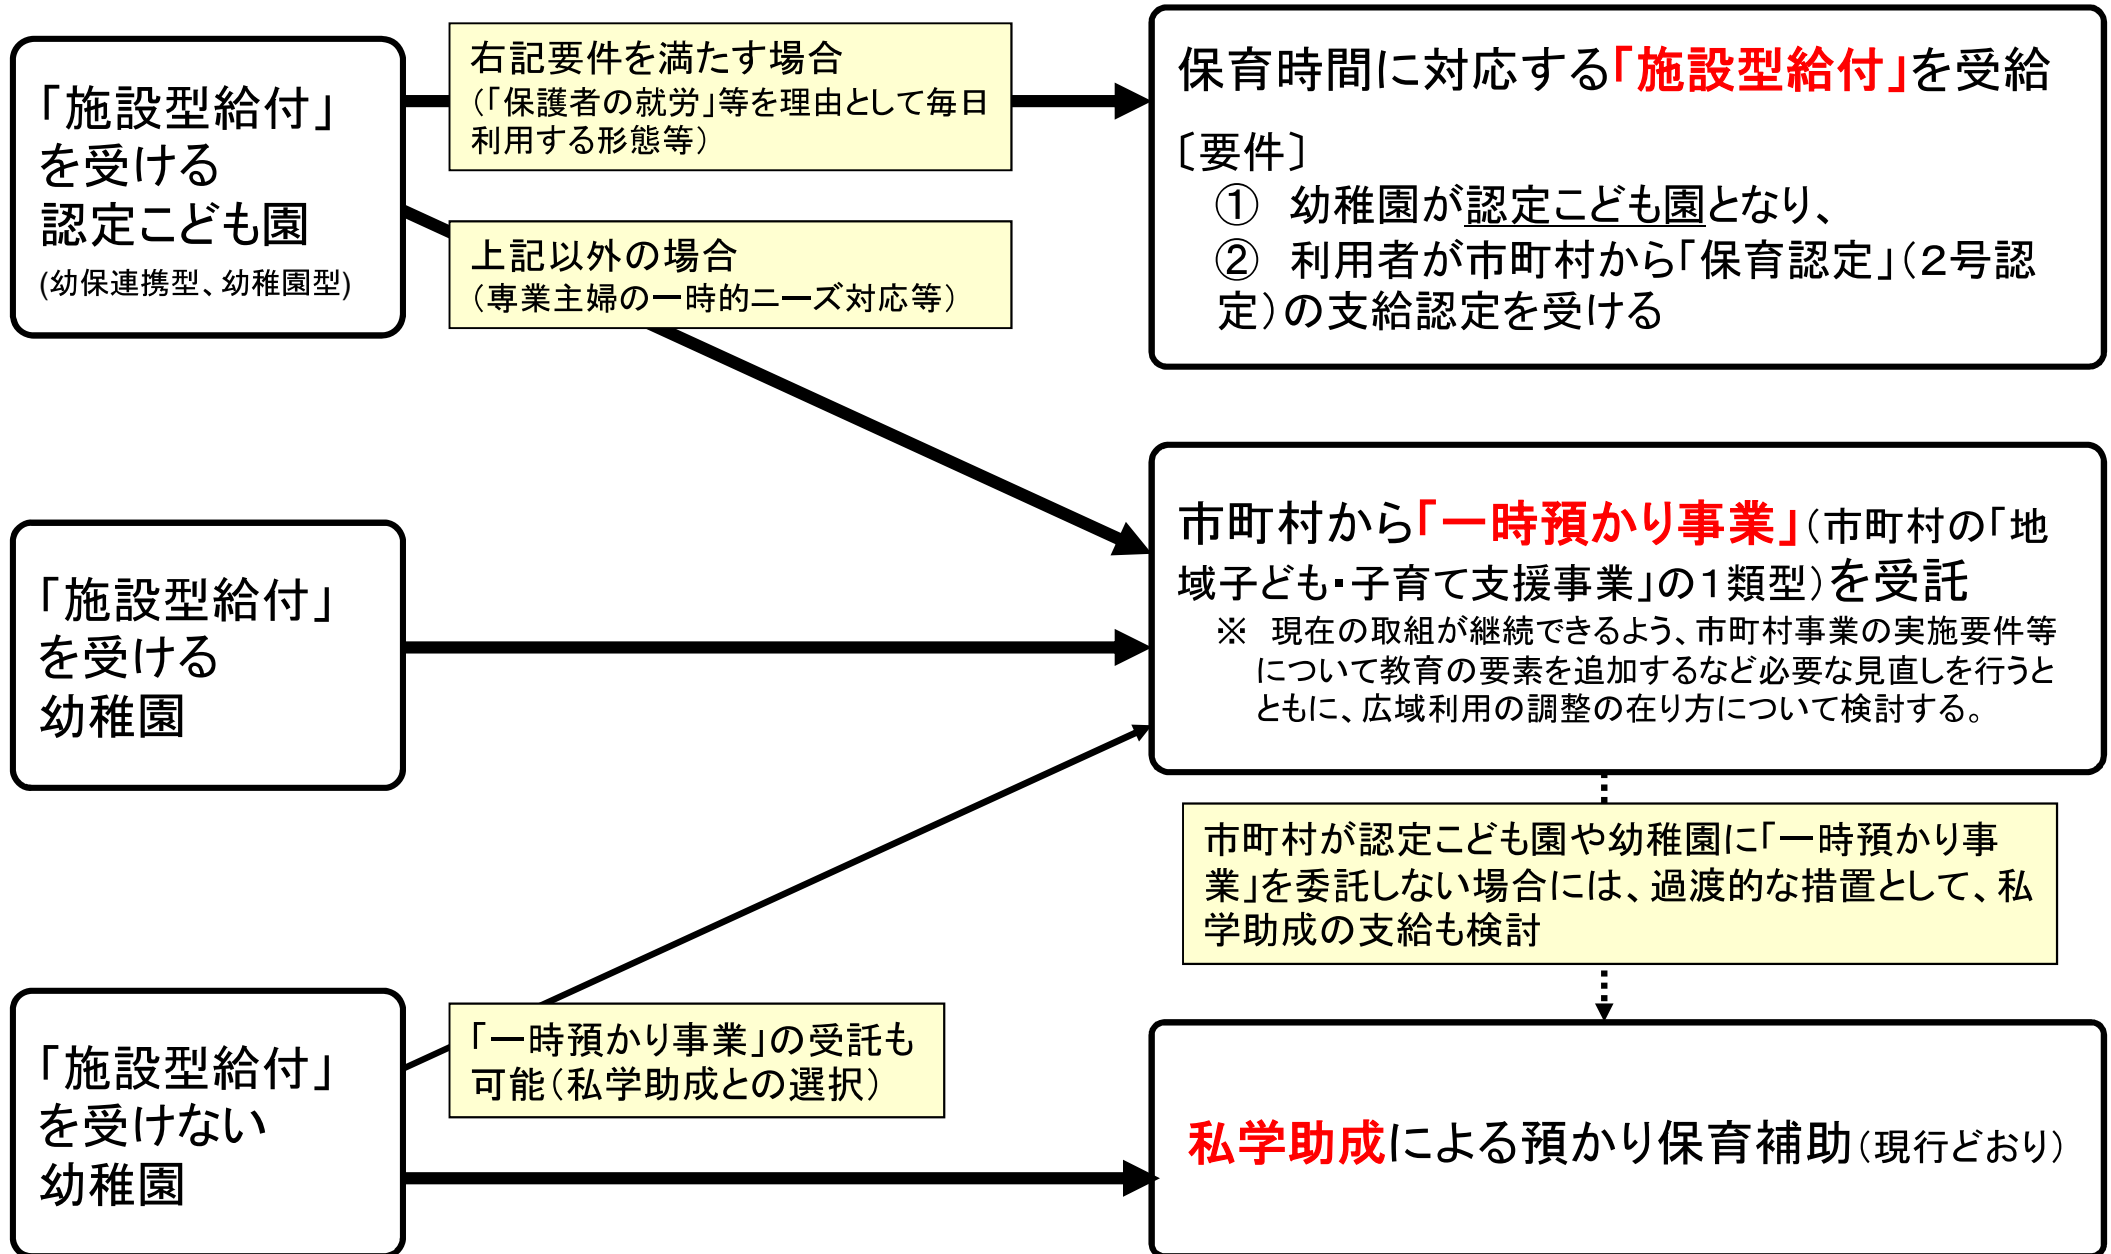 「施設型給付」
を受ける
認定こども園
(幼保連携型、幼稚園型)
右記要件を満たす場合
(「保護者の就労」等を理由として毎日
利用する形態等)
上記以外の場合
(専業主婦の一時的ニーズ対応等)
保育時間に対応する「施設型給付」を受給
〔要件〕
① 幼稚園が認定こども園となり、
② 利用者が市町村から「保育認定」(2号認
定)の支給認定を受ける
「施設型給付」
を受ける
幼稚園
市町村から「一時預かり事業」(市町村の「地
域子ども・子育て支援事業」の1類型)を受託
※ 現在の取組が継続できるよう、市町村事業の実施要件等
について教育の要素を追加するなど必要な見直しを行うと
ともに、広域利用の調整の在り方について検討する。
市町村が認定こども園や幼稚園に「一時預かり事
業」を委託しない場合には、過渡的な措置として、私
学助成の支給も検討
「施設型給付」
を受けない
幼稚園
「一時預かり事業」の受託も
可能(私学助成との選択)
私学助成による預かり保育補助(現行どおり)